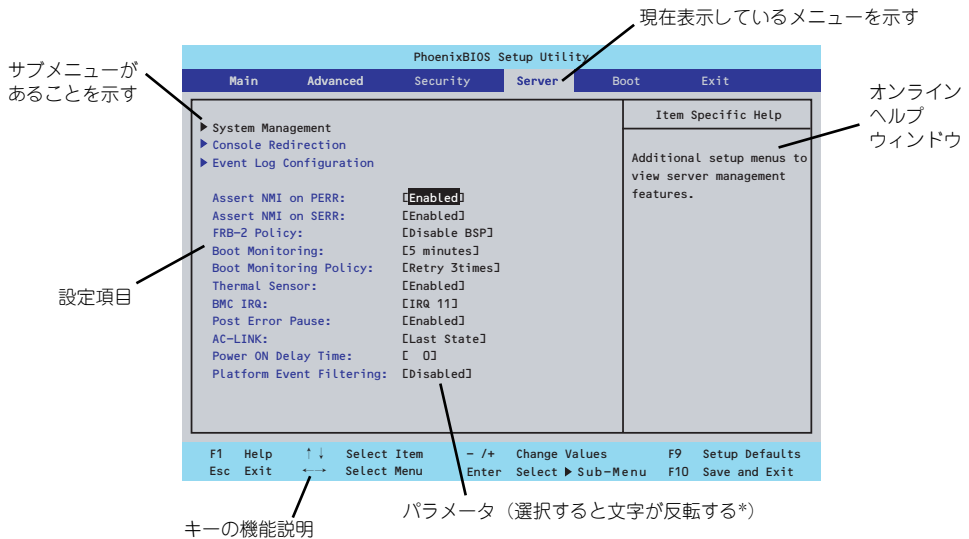 現在表示しているメニューを示す
PhoenixBIOS Setup Utility
サブメニューが
あることを示す
Main Advanced Security Server Boot Exit
オンライン
ヘルプ
ウィンドウ
Item Specific Help
▶ System Management
▶ Console Redirection
▶ Event Log Configuration
Additional setup menus to
view server management
features.
Assert NMI on PERR: [Enabled]
Assert NMI on SERR: [Enabled]
FRB-2 Policy: [Disable BSP]
Boot Monitoring: [5 minutes]
Boot Monitoring Policy: [Retry 3times]
Thermal Sensor: [Enabled]
BMC IRQ: [IRQ 11]
Post Error Pause: [Enabled]
AC-LINK: [Last State]
Power ON Delay Time: [ 0]
Platform Event Filtering: [Disabled]
設定項目
F1 Help ↑↓ Select Item - /+ Change Values F9 Setup Defaults
Esc Exit ←→ Select Menu Enter Select ▶ Sub-Menu F10 Save and Exit
パラメータ（選択すると文字が反転する*）
キーの機能説明